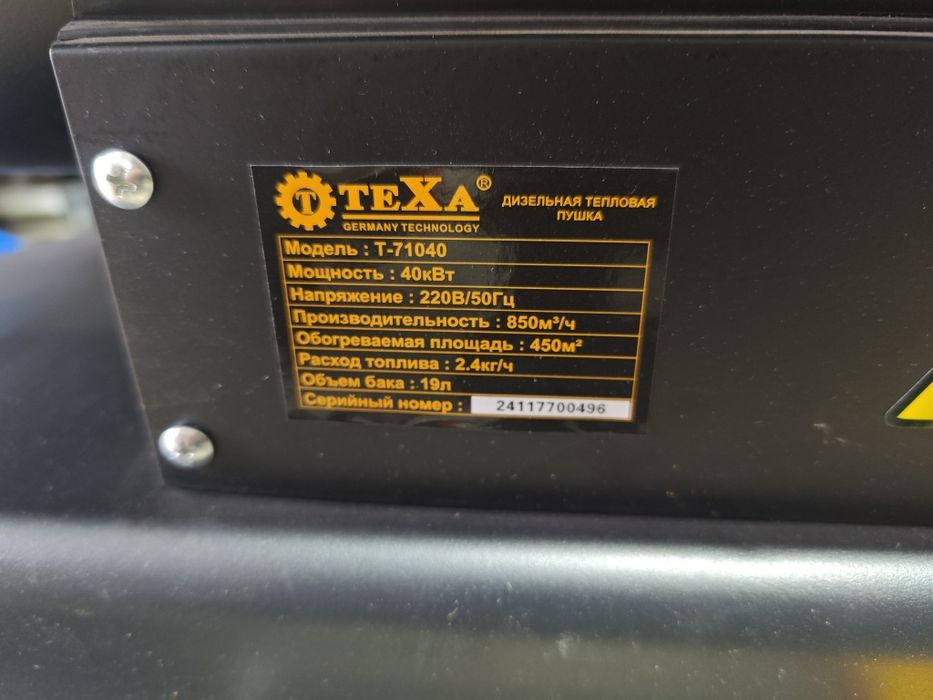 T TEXA®
GERMANY TECHNOLOGY
ДИЗЕЛЬНАЯ ТЕПЛОВАЯ
ПУШКА
Модель : T-71040
Мощность : 40кВт
Напряжение : 220В/50Гц
Производительность : 850м³/ч
Обогреваемая площадь : 450м²
Расход топлива : 2.4кг/ч
Объем бака : 19л
Серийный номер : 24117700496